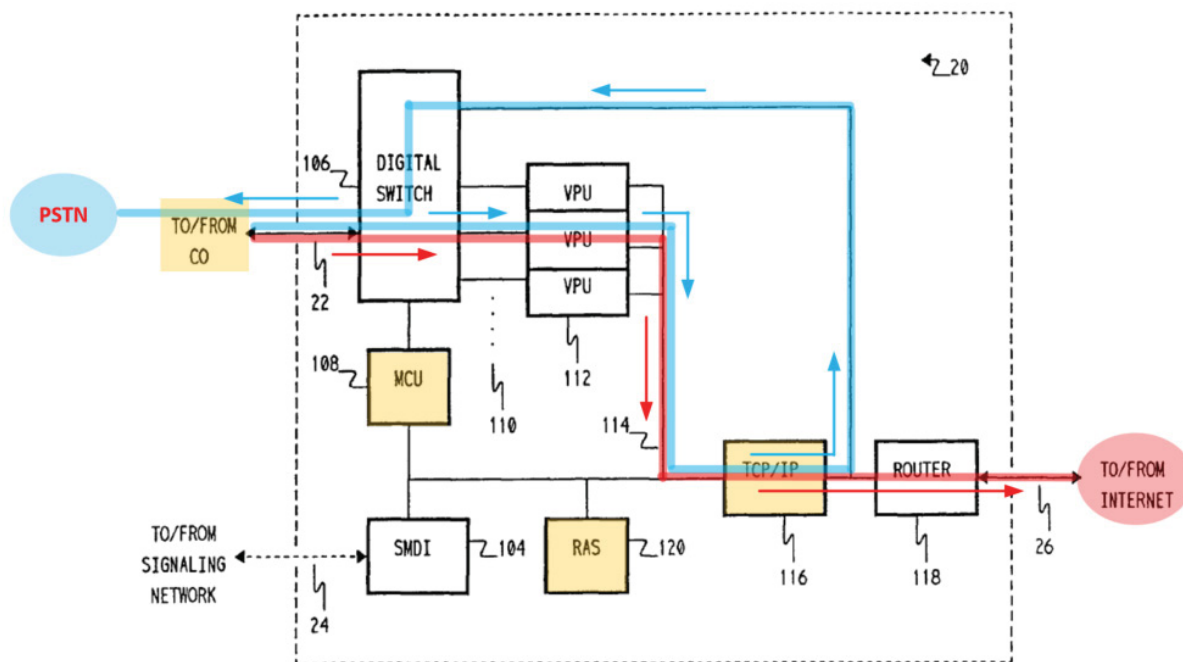 20
DIGITAL
SWITCH
106
VPU
VPU
VPU
PSTN
TO/FROM
CO
22
108
MCU
110
112
114
TCP/IP
ROUTER
TO/FROM
INTERNET
26
TO/FROM
SIGNALING
NETWORK
SMDI
104
RAS
120
116
118
24